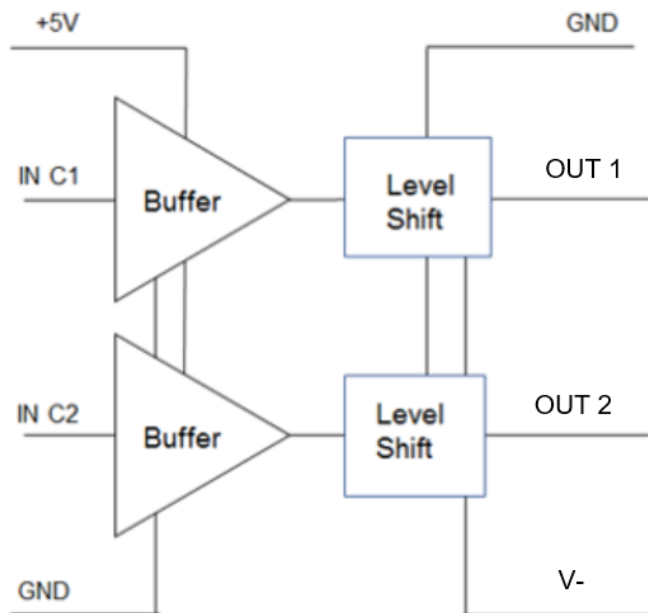 +5V
GND
IN C1
Buffer
Level
Shift
OUT 1
IN C2
Buffer
Level
Shift
OUT 2
GND
V-